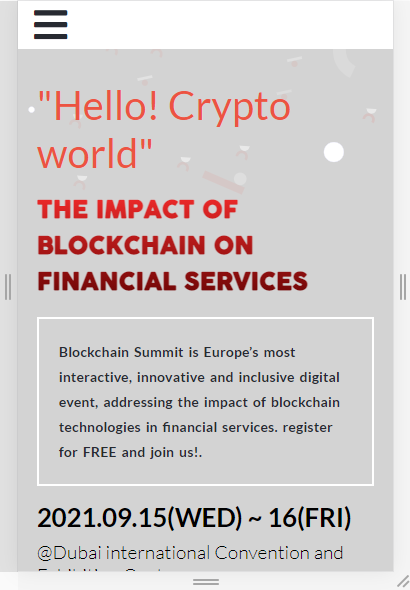 "Hello! Crypto
world"
THE IMPACT OF
BLOCKCHAIN ON
FINANCIAL SERVICES
Blockchain Summit is Europe's most
interactive, innovative and inclusive digital
event, addressing the impact of blockchain
technologies in financial services. register
for FREE and join us!.
2021.09.15(WED) ~ 16(FRI)
@Dubai international Convention and